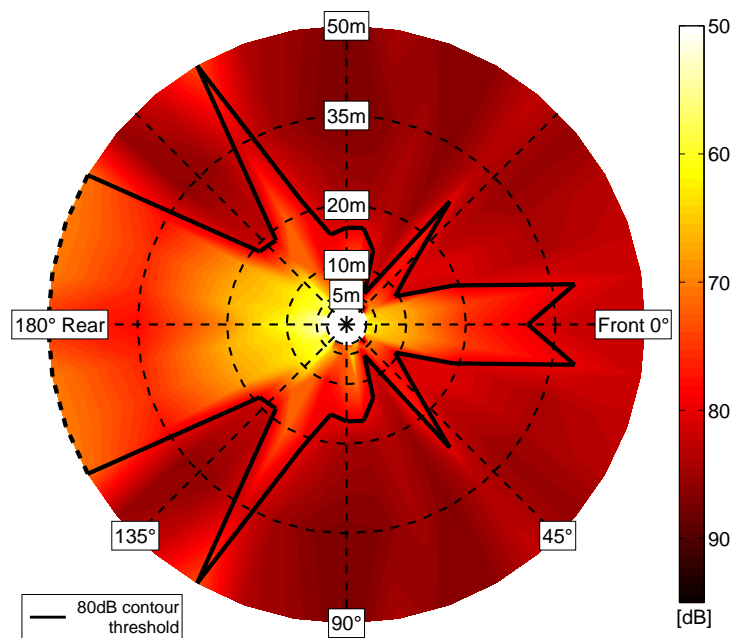 50m
35m
20m
10m
5m
180° Rear
Front 0°
135°
45°
90°
80dB contour
threshold
50
60
70
80
90
[dB]